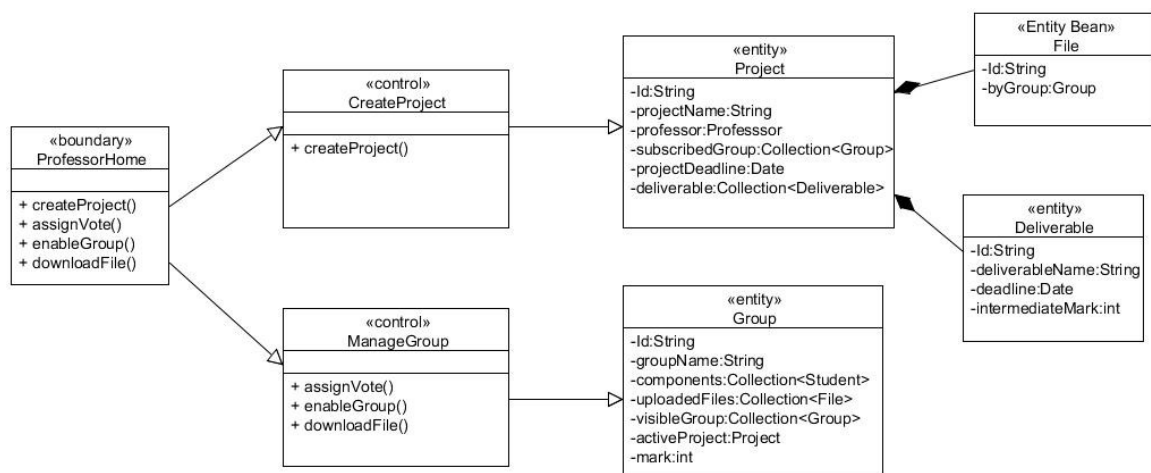 «boundary»
ProfessorHome
+ createProject()
+ assignVote()
+ enableGroup()
+ downloadFile()
«control»
CreateProject
+ createProject()
«control»
ManageGroup
+ assignVote()
+ enableGroup()
+ downloadFile()
«entity»
Project
-Id:String
-projectName:String
-professor:Professsor
-subscribedGroup:Collection<Group>
-projectDeadline:Date
-deliverable:Collection<Deliverable>
«entity»
Group
-Id:String
-groupName:String
-components:Collection<Student>
-uploadedFiles:Collection<File>
-visibleGroup:Collection<Group>
-activeProject:Project
-mark:int
«Entity Bean»
File
-Id:String
-byGroup:Group
«entity»
Deliverable
-Id:String
-deliverableName:String
-deadline:Date
-intermediateMark:int